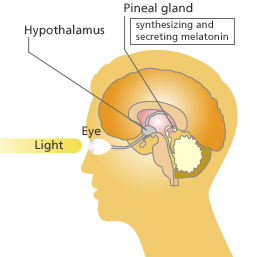 Pineal gland
synthesizing and
secreting melatonin
Hypothalamus
Eye
Light